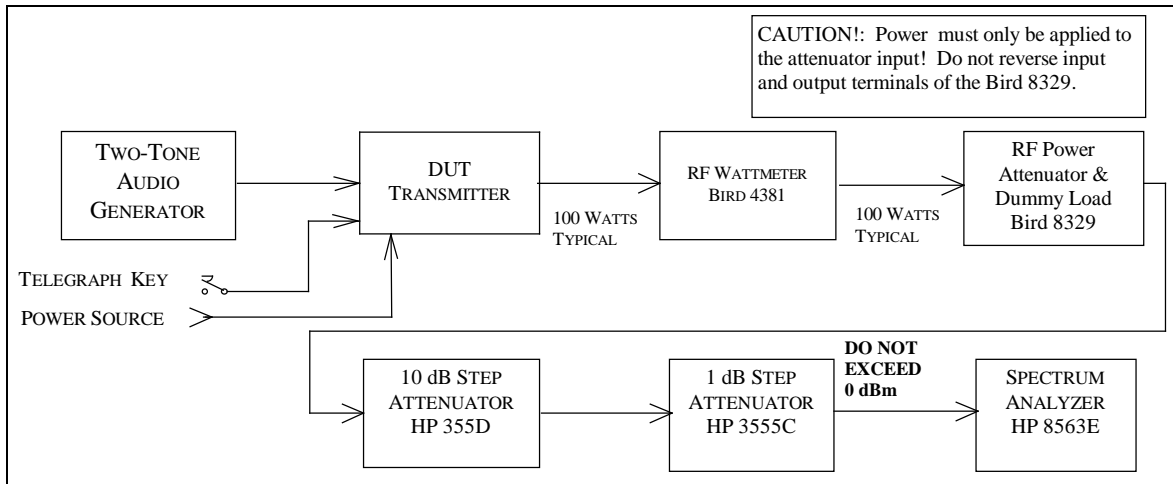 CAUTION!: Power must only be applied to
the attenuator input! Do not reverse input
and output terminals of the Bird 8329.
TWO-TONE
AUDIO
GENERATOR
DUT
TRANSMITTER
RF WATTMETER
BIRD 4381
RF Power
Attenuator &
Dummy Load
Bird 8329
100 WATTS
TYPICAL
100 WATTS
TYPICAL
TELEGRAPH KEY
POWER SOURCE
10 dB STEP
ATTENUATOR
HP 355D
1 dB STEP
ATTENUATOR
HP 3555C
DO NOT
EXCEED
0 dBm
SPECTRUM
ANALYZER
HP 8563E